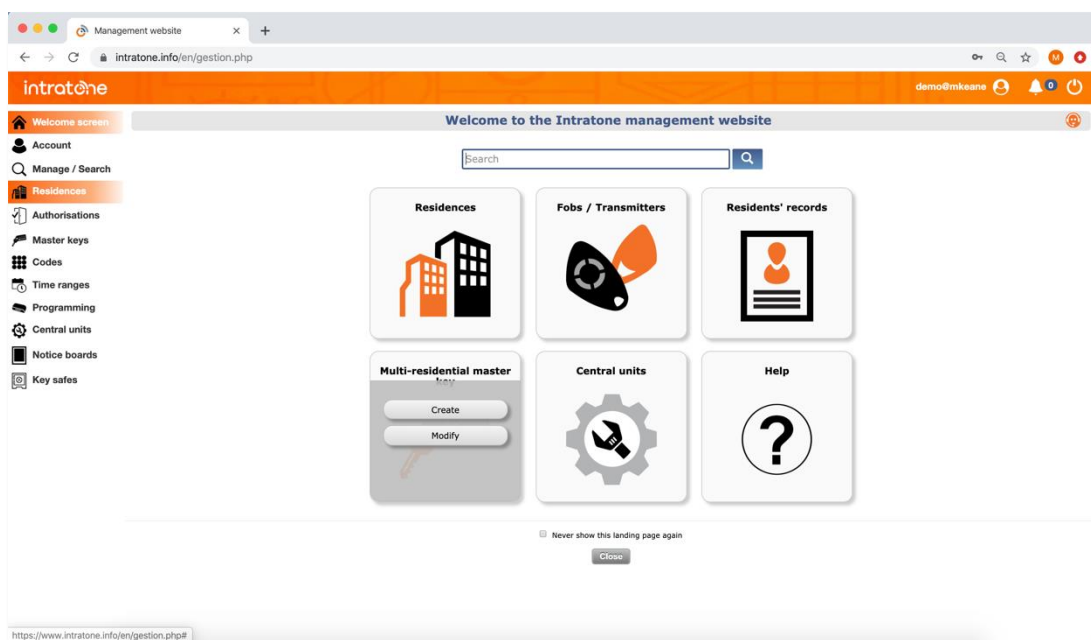 Management website
intratone.info/en/gestion.php
M
intratone
demo@mkeane
0
Welcome screen
Account
Manage / Search
Residences
Authorisations
Master keys
Codes
Time ranges
Programming
Central units
Notice boards
Key safes
Welcome to the Intratone management website
Search
Residences
Fobs / Transmitters
Residents' records
Multi-residential master
key
Create
Modify
Central units
Help
?
Never show this landing page again
Close
https://www.intratone.info/en/gestion.php#